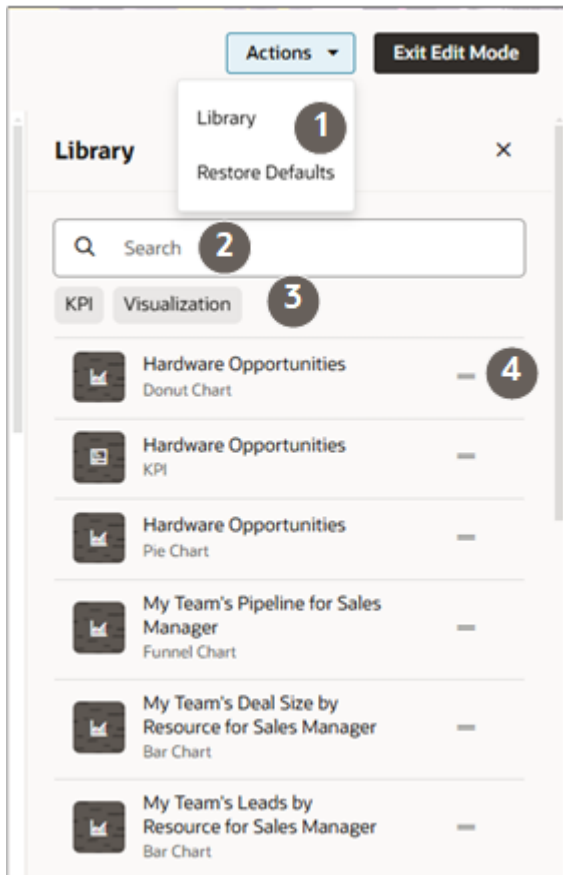 Actions
Exit Edit Mode
Library
1
Restore Defaults
Library
Search
2
KPI
Visualization
3
Hardware Opportunities
Donut Chart
4
Hardware Opportunities
KPI
Hardware Opportunities
Pie Chart
My Team's Pipeline for Sales
Manager
Funnel Chart
My Team's Deal Size by
Resource for Sales Manager
Bar Chart
My Team's Leads by
Resource for Sales Manager
Bar Chart